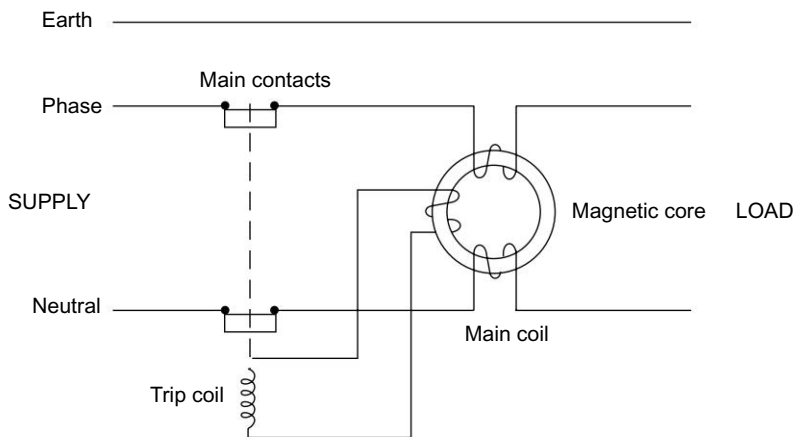 Earth
Main contacts
Phase
SUPPLY
Magnetic core
LOAD
Neutral
Main coil
Trip coil